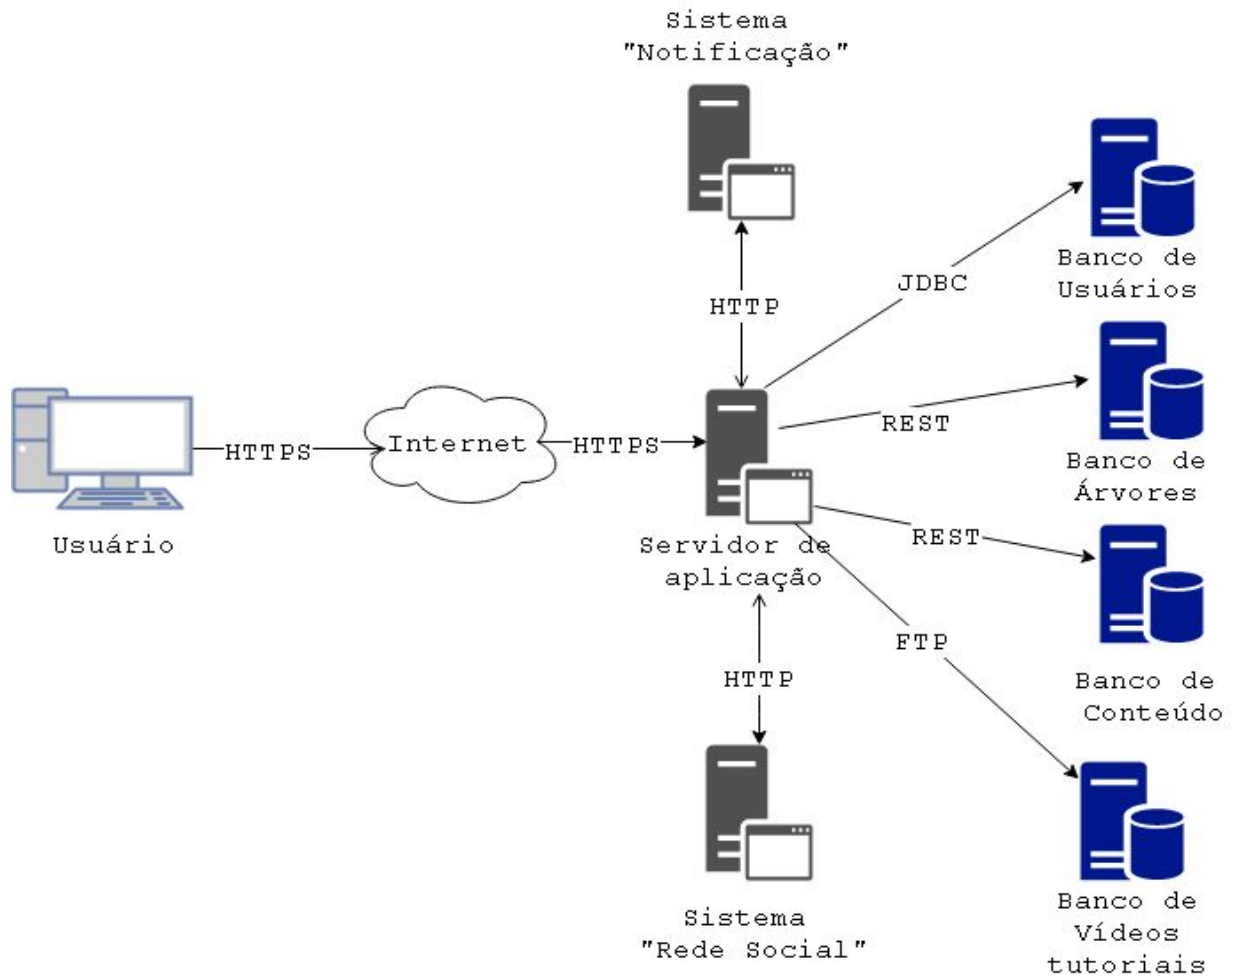 Sistema
"Notificação"
Banco de
Usuários
JDBC
HTTP
Banco de
Árvores
REST
Usuário
HTTPS
Internet
HTTPS
Servidor de
aplicação
REST
Banco de
Conteúdo
FTP
HTTP
Sistema
"Rede Social"
Banco de
Vídeos
tutoriais